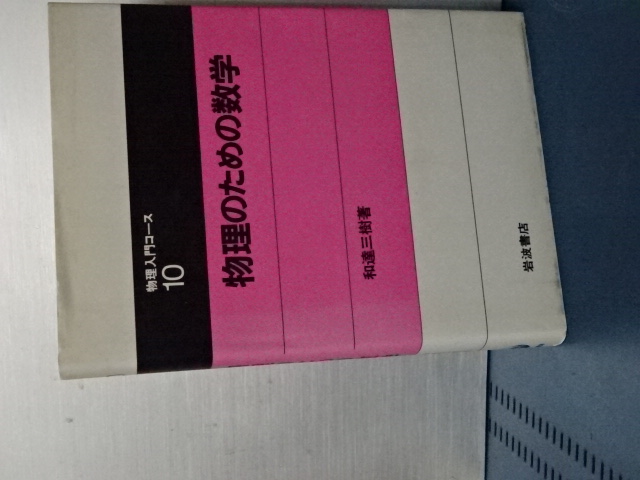 物理入門コース
10
物理のための数学
和達三樹著
岩波書店